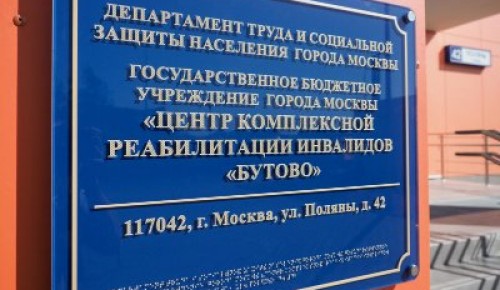 ДЕПАРТАМЕНТ ТРУДА И СОЦИАЛЬНОЙ
ЗАЩИТЫ НАСЕЛЕНИЯ ГОРОДА МОСКВЫ
ГОСУДАРСТВЕННОЕ БЮДЖЕТНОЕ
УЧРЕЖДЕНИЕ ГОРОДА МОСКВЫ
«ЦЕНТР КОМПЛЕКСНОЙ
РЕАБИЛИТАЦИИ ИНВАЛИДОВ
«БУТОВО»
117042, г. Москва, ул. Поляны, д. 42
42